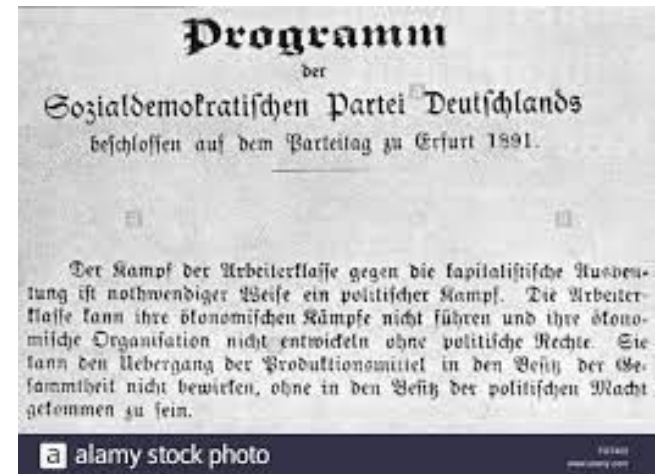 Programm
der
Sozialdemokratischen Partei Deutschlands
beschlossen auf dem Parteitag zu Erfurt 1891.
Der Kampf der Arbeiterklasse gegen die kapitalistische Ausbeu-
tung ist nothwendiger Weise ein politischer Kampf. Die Arbeiter-
klasse kann ihre ökonomischen Kämpfe nicht führen und ihre ökono-
mische Organisation nicht entwickeln ohne politische Rechte. Sie
kann den Uebergang der Produktionsmittel in den Besitz der Ge-
sammtheit nicht bewirken, ohne in den Besitz der politischen Macht
gekommen zu sein.
a alamy stock photo